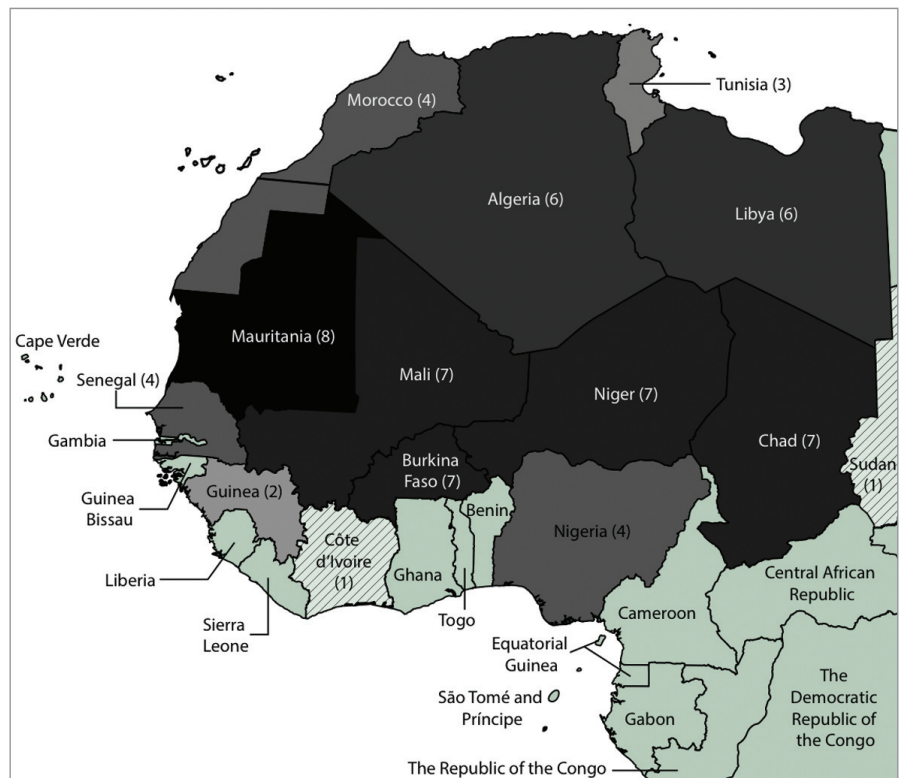 Morocco (4)
Tunisia (3)
Algeria (6)
Libya (6)
Mauritania (8)
Cape Verde
Mali (7)
Senegal (4)
Niger (7)
Gambia
Chad (7)
Burkina
Faso (7)
Sudan
(1)
Guinea (2)
Guinea
Bissau
Benin
Nigeria (4)
Côte
d'Ivoire
(1)
Ghana
Liberia
Central African
Republic
Cameroon
Sierra
Leone
Togo
Equatorial
Guinea
The
Democratic
Republic of
the Congo
São Tomé and
Príncipe
Gabon
The Republic of the Congo